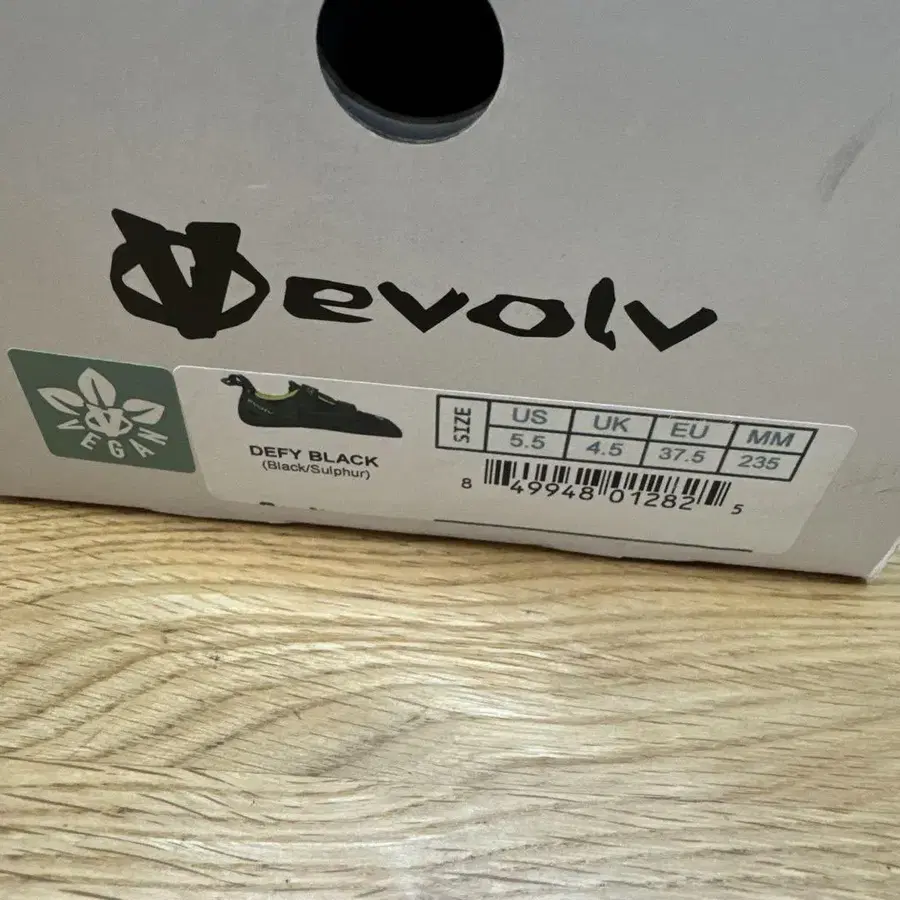 evolv
VEGAN
DEFY BLACK
(Black/Sulphur)
SIZE
US UK EU MM
5.5 4.5 37.5 235
8 49948 01282 5